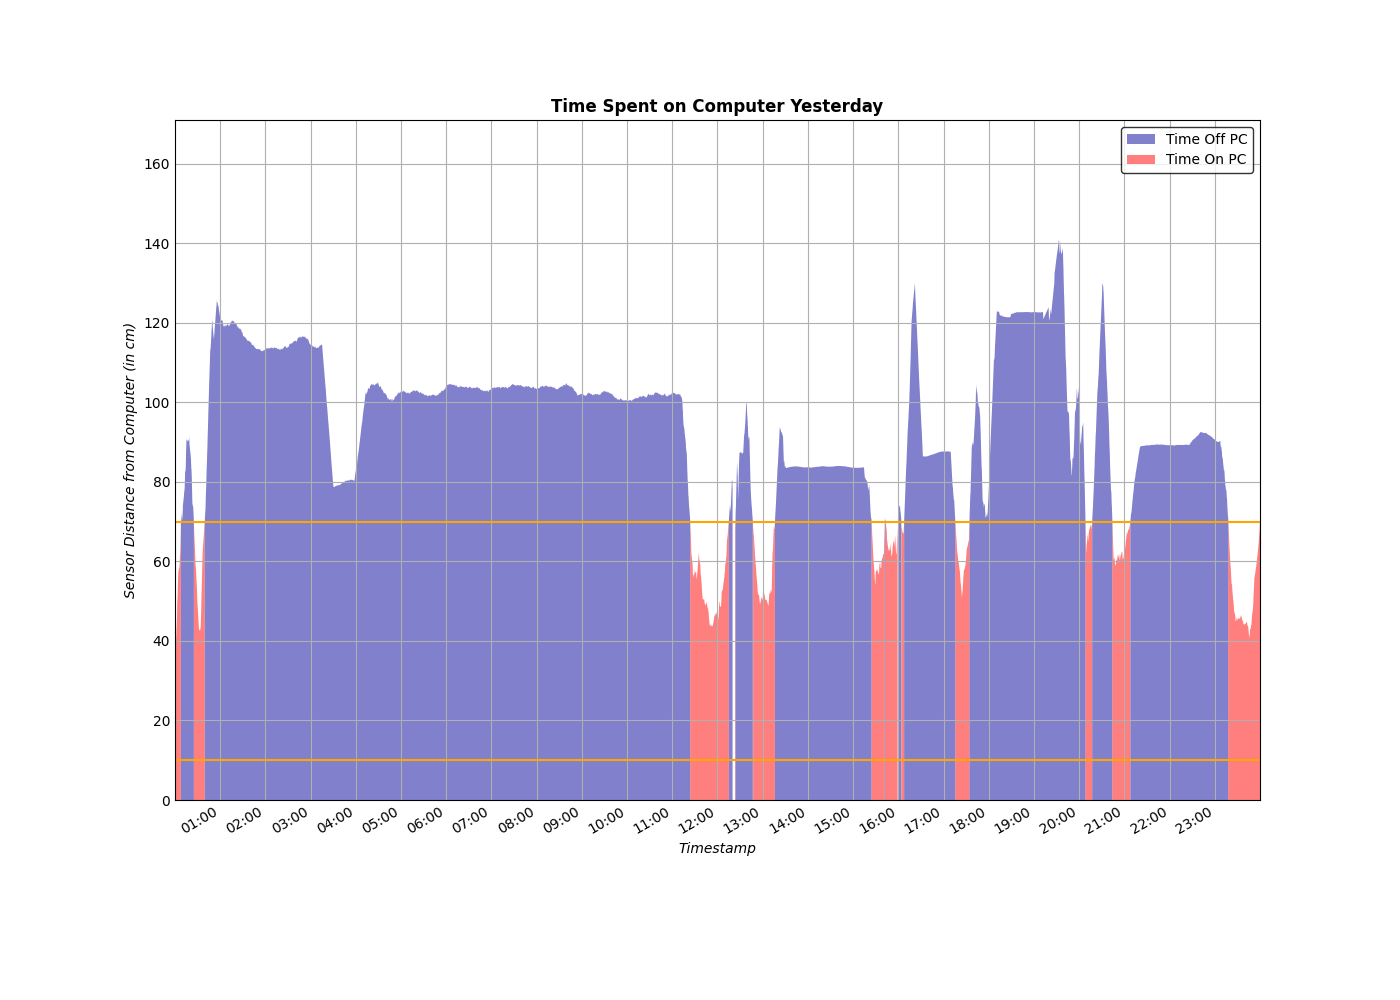 Time Spent on Computer Yesterday
Time Off PC
Time On PC
160
140
120
100
80
60
40
20
0
Sensor Distance from Computer (in cm)
01:00 02:00 03:00 04:00 05:00 06:00 07:00 08:00 09:00 10:00 11:00 12:00 13:00 14:00 15:00 16:00 17:00 18:00 19:00 20:00 21:00 22:00 23:00
Timestamp